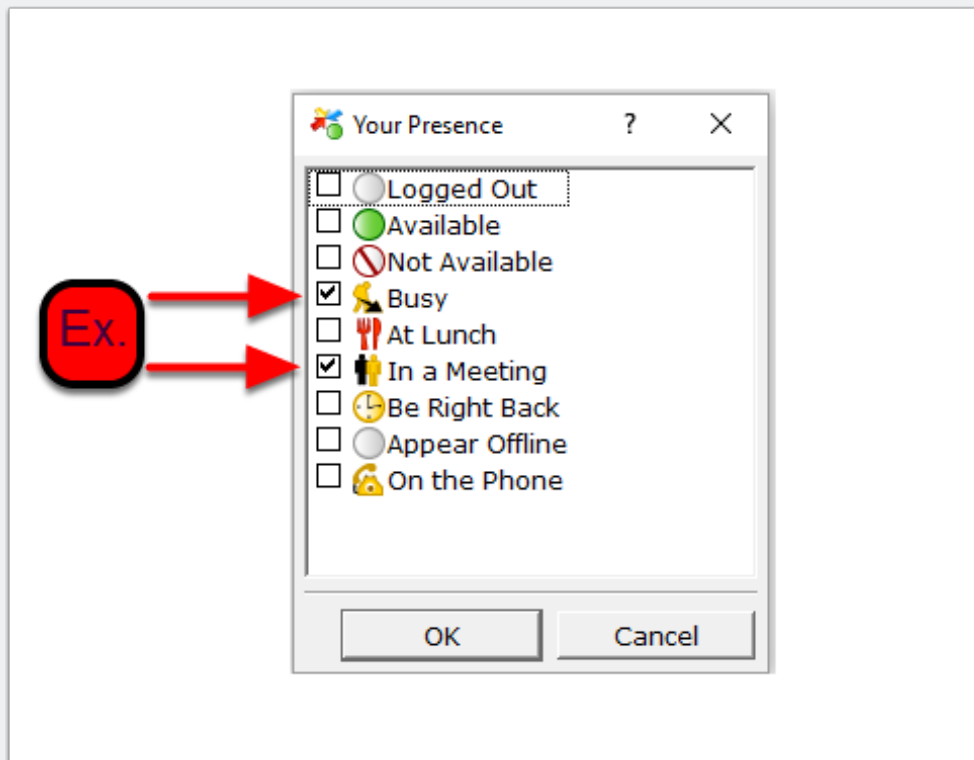 Your Presence ? 
Logged Out
Available
Not Available
Busy
Ex.
At Lunch
In a Meeting
Be Right Back
Appear Offline
On the Phone
OK Cancel